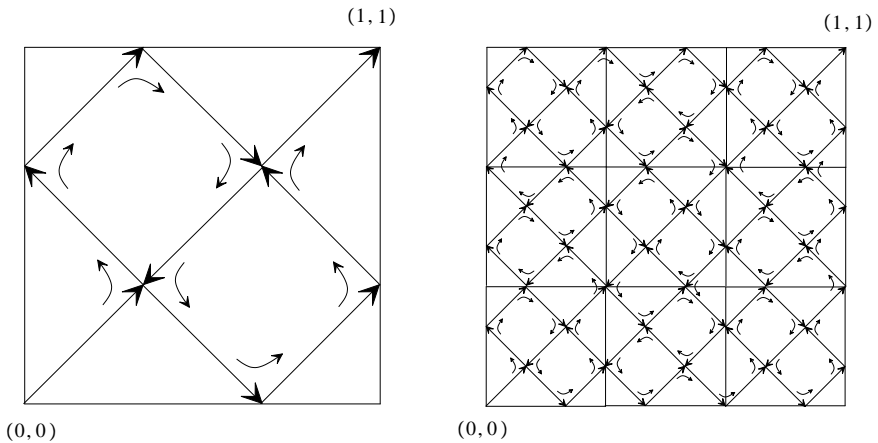 (1, 1)
(1, 1)
(0, 0)
(0, 0)